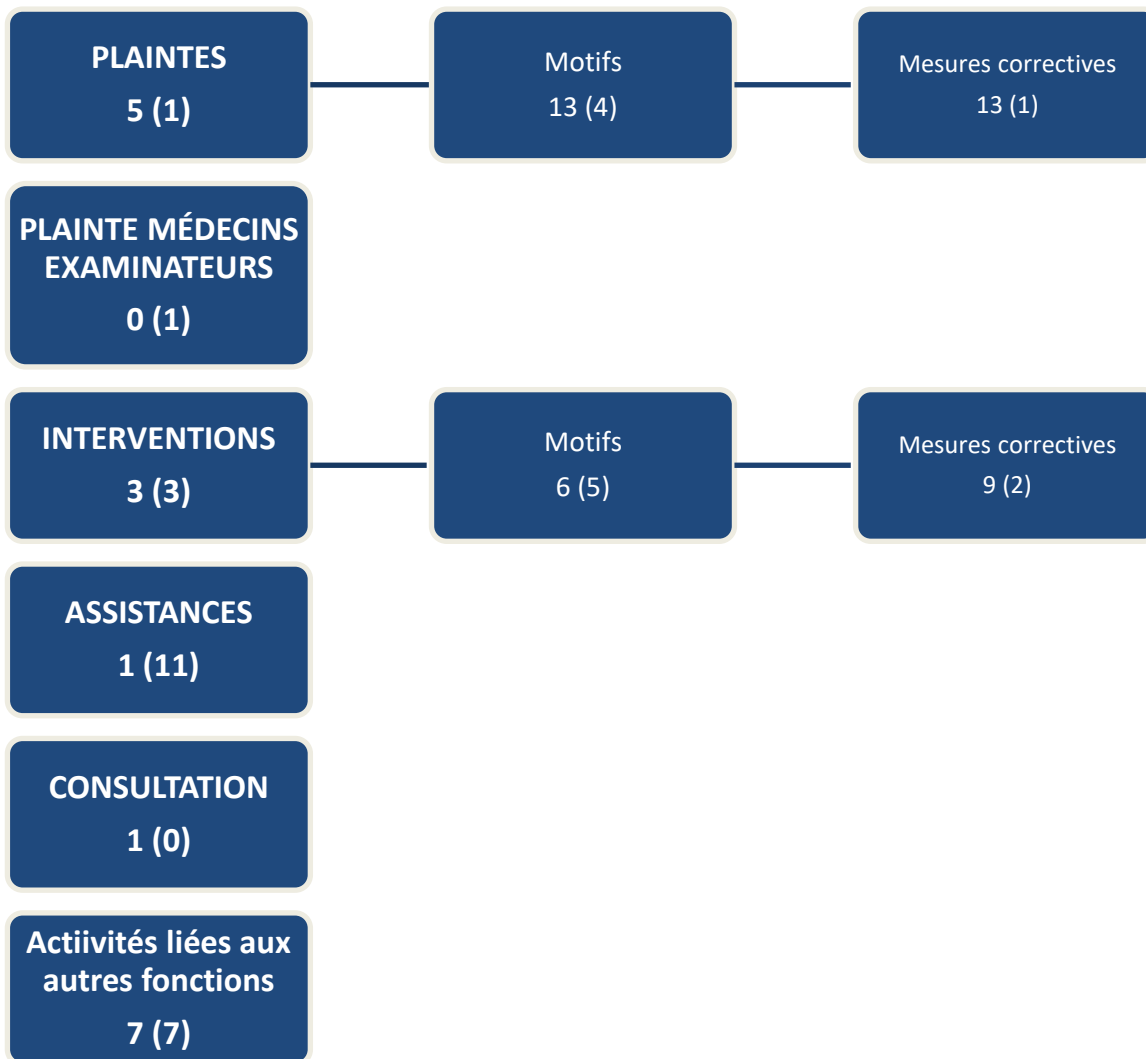 PLAINTES
5 (1)
Motifs
13 (4)
Mesures correctives
13 (1)
PLAINTE MÉDECINS
EXAMINATEURS
0 (1)
INTERVENTIONS
3 (3)
Motifs
6 (5)
Mesures correctives
9 (2)
ASSISTANCES
1 (11)
CONSULTATION
1 (0)
Actiivités liées aux
autres fonctions
7 (7)